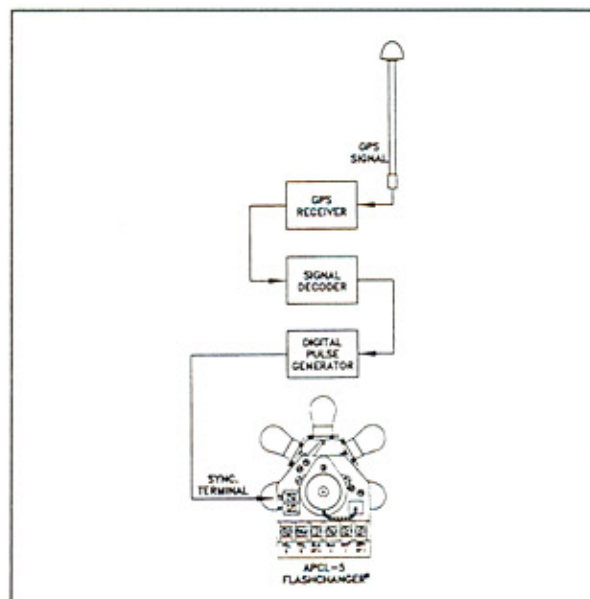 GPS
SIGNAL
GPS
RECEIVER
SIGNAL
DECODER
DIGITAL
PULSE
GENERATOR
SYNC.
TERMINAL
APCL-5
FLASHCHANGER®